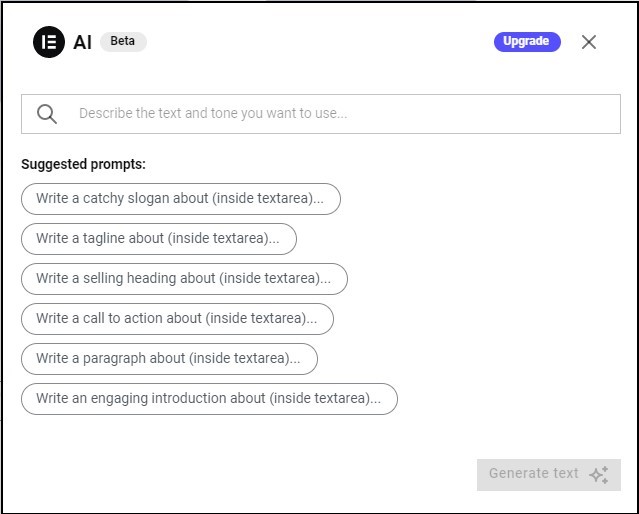 AI Beta Upgrade
Describe the text and tone you want to use...
Suggested prompts:
Write a catchy slogan about (inside textarea)...
Write a tagline about (inside textarea)...
Write a selling heading about (inside textarea)...
Write a call to action about (inside textarea)...
Write a paragraph about (inside textarea)...
Write an engaging introduction about (inside textarea)...
Generate text